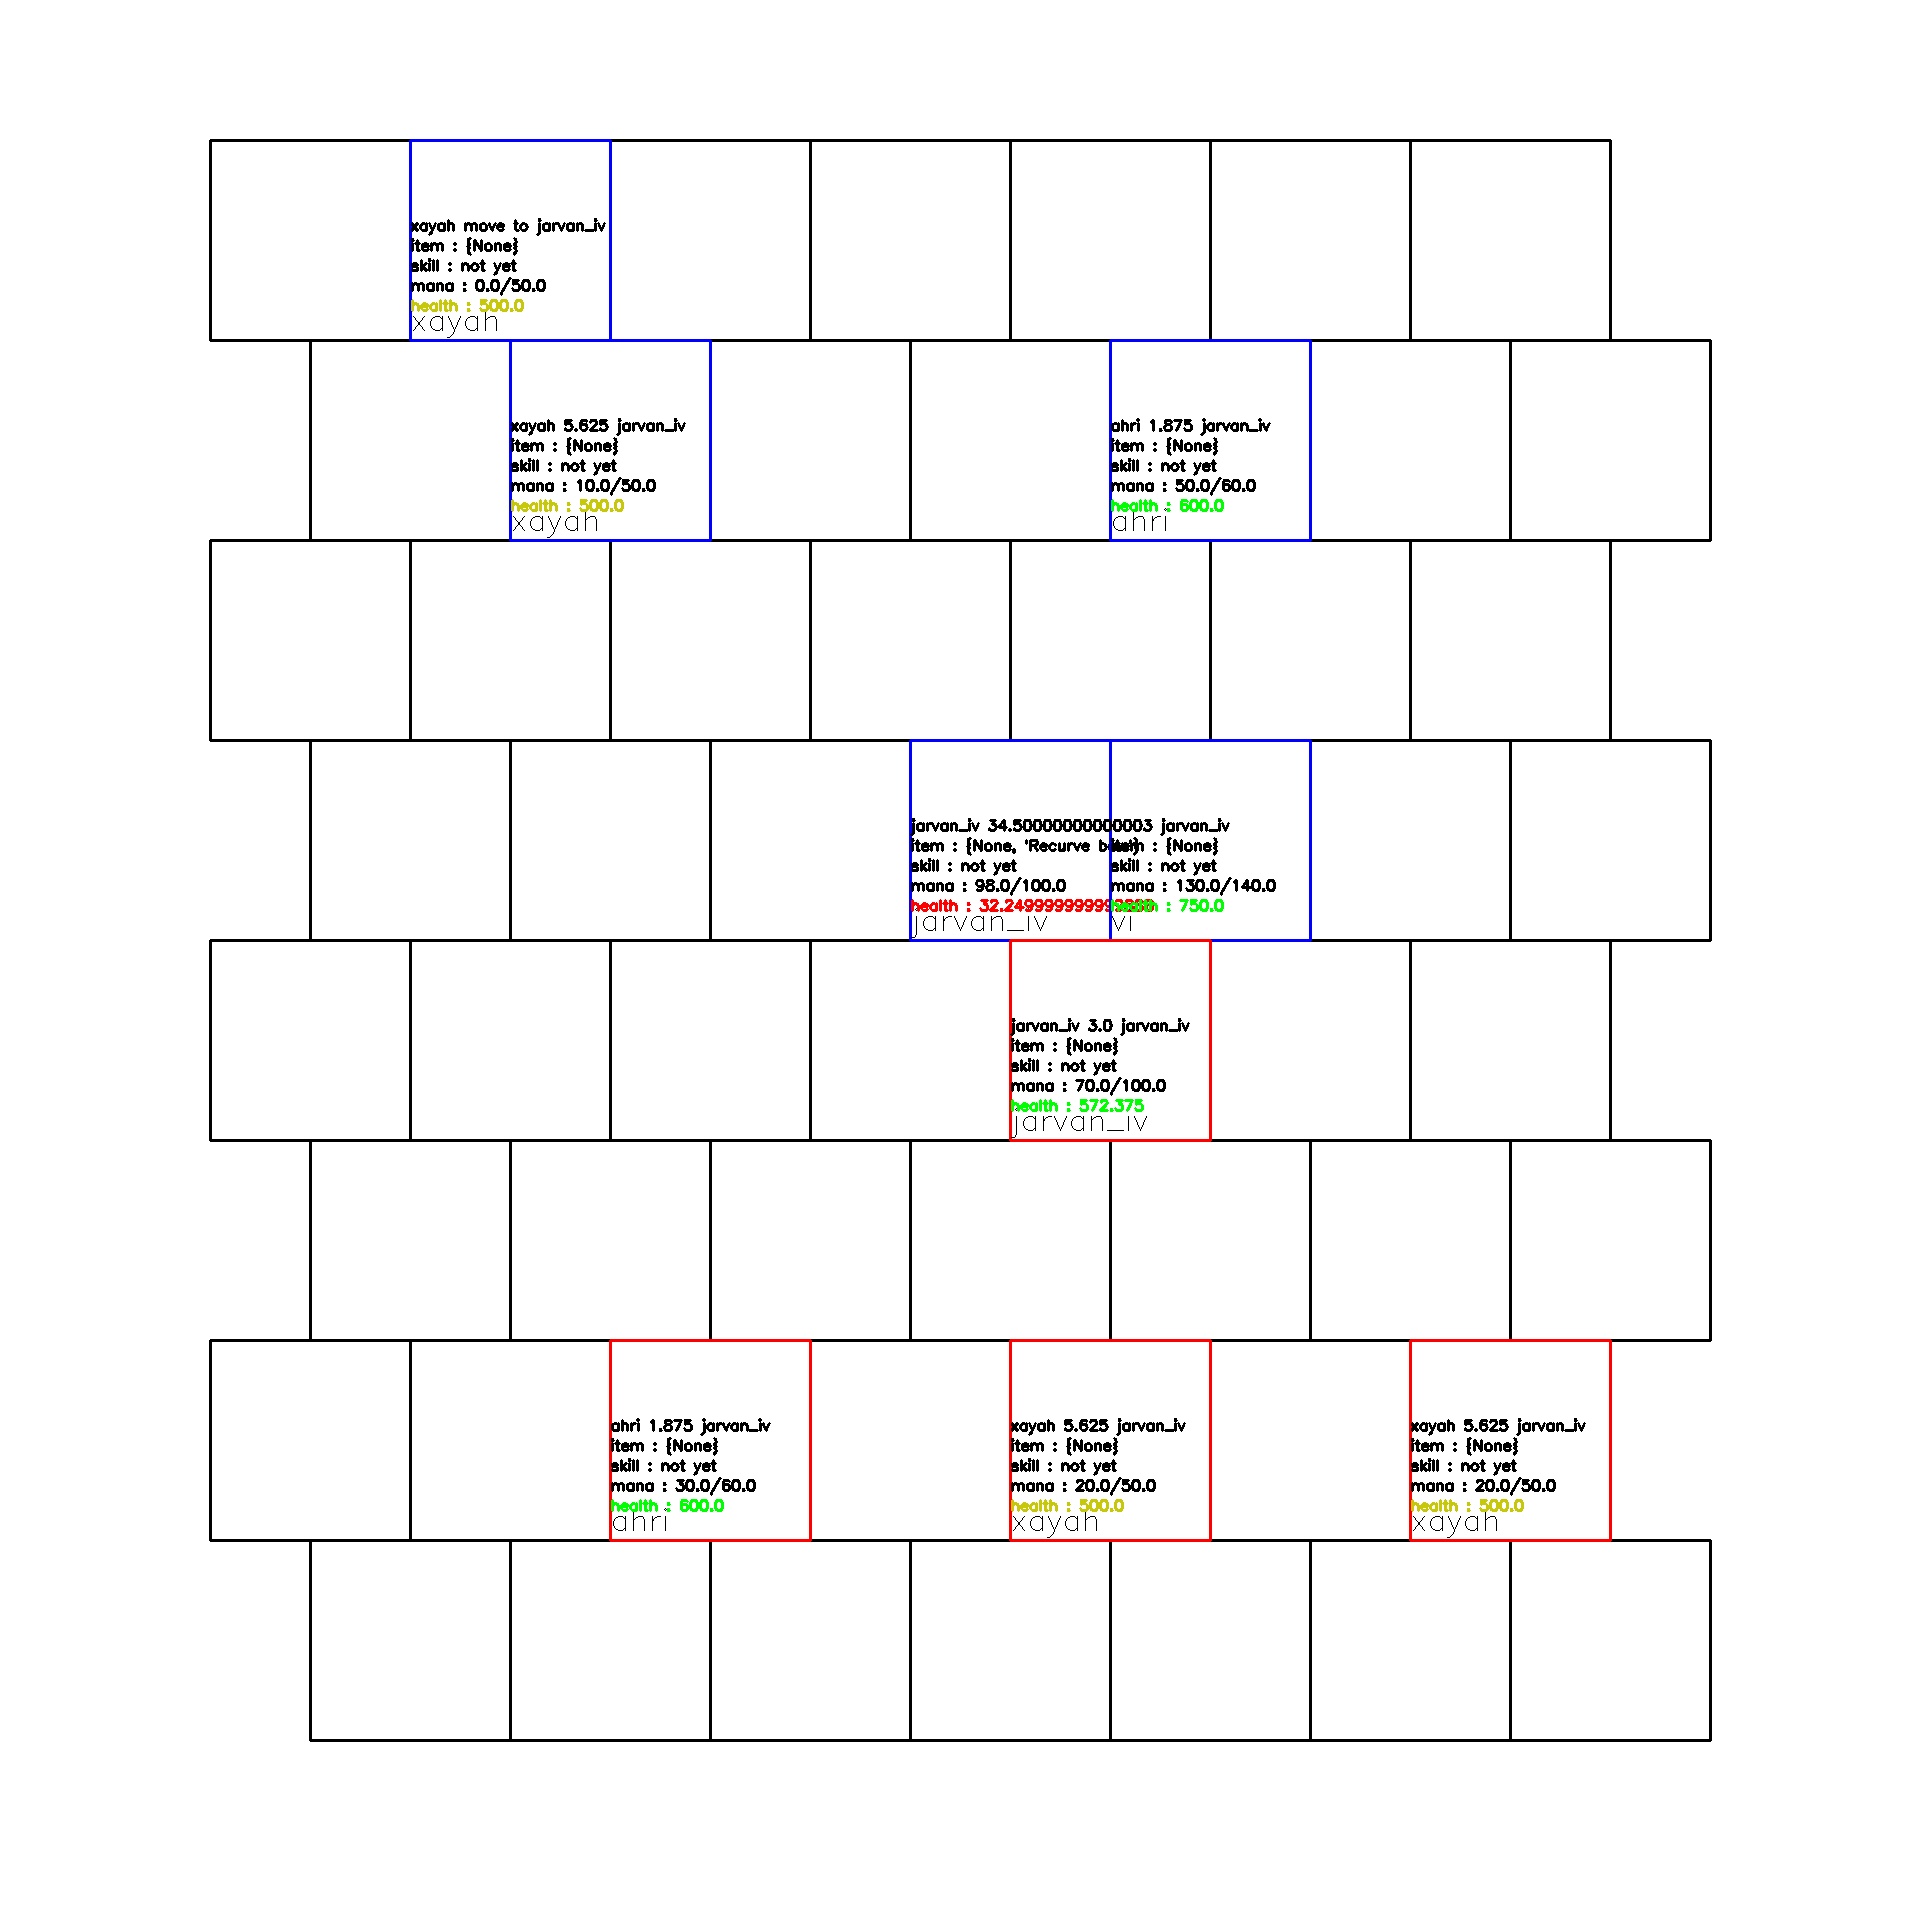 xayah move to jarvan_iv
item : {None}
skill : not yet
mana : 0.0/50.0
health : 500.0
xayah
xayah 5.625 jarvan_iv
item : {None}
skill : not yet
mana : 10.0/50.0
health : 500.0
xayah
ahri 1.875 jarvan_iv
item : {None}
skill : not yet
mana : 50.0/60.0
health : 600.0
ahri
jarvan_iv 34.50000000000003 jarvan_iv
item : {None, 'Recurve
skill : not yet
mana : 98.0/100.0
health :
jarvan_iv
item : {None}
skill : not yet
mana : 130.0/140.0
health : 750.0
vi
jarvan_iv 3.0 jarvan_iv
item : {None}
skill : not yet
mana : 70.0/100.0
health : 572.375
jarvan_iv
ahri 1.875 jarvan_iv
item : {None}
skill : not yet
mana : 30.0/60.0
health : 600.0
ahri
xayah 5.625 jarvan_iv
item : {None}
skill : not yet
mana : 20.0/50.0
health : 500.0
xayah
xayah 5.625 jarvan_iv
item : {None}
skill : not yet
mana : 20.0/50.0
health : 500.0
xayah